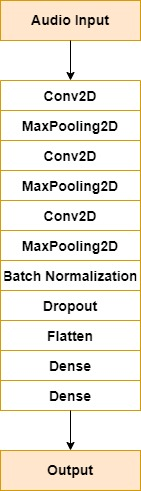 Audio Input
Conv2D
MaxPooling2D
Conv2D
MaxPooling2D
Conv2D
MaxPooling2D
Batch Normalization
Dropout
Flatten
Dense
Dense
Output